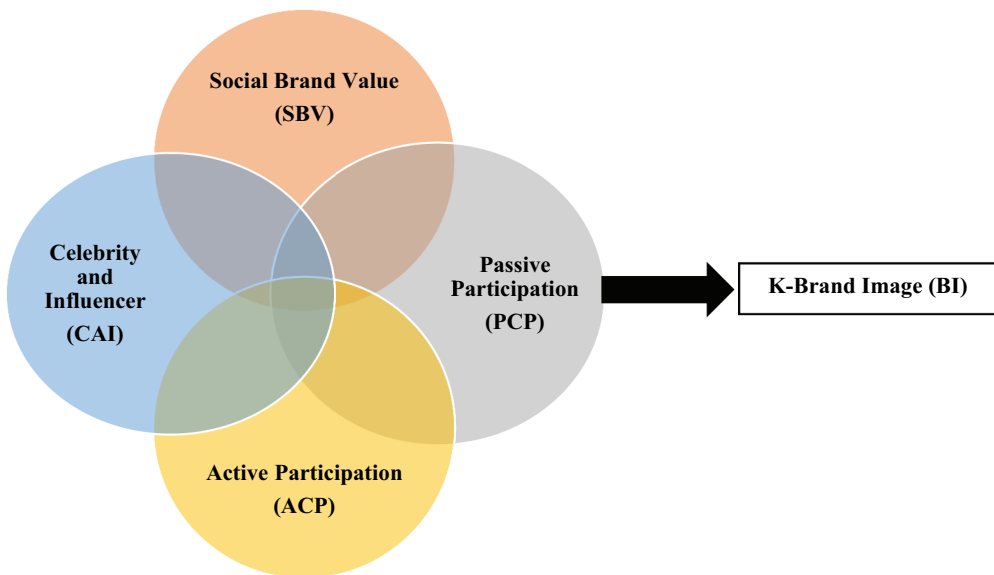 Social Brand Value
(SBV)
Celebrity
and
Influencer
(CAI)
Passive
Participation
(PCP)
K-Brand Image (BI)
Active Participation
(ACP)